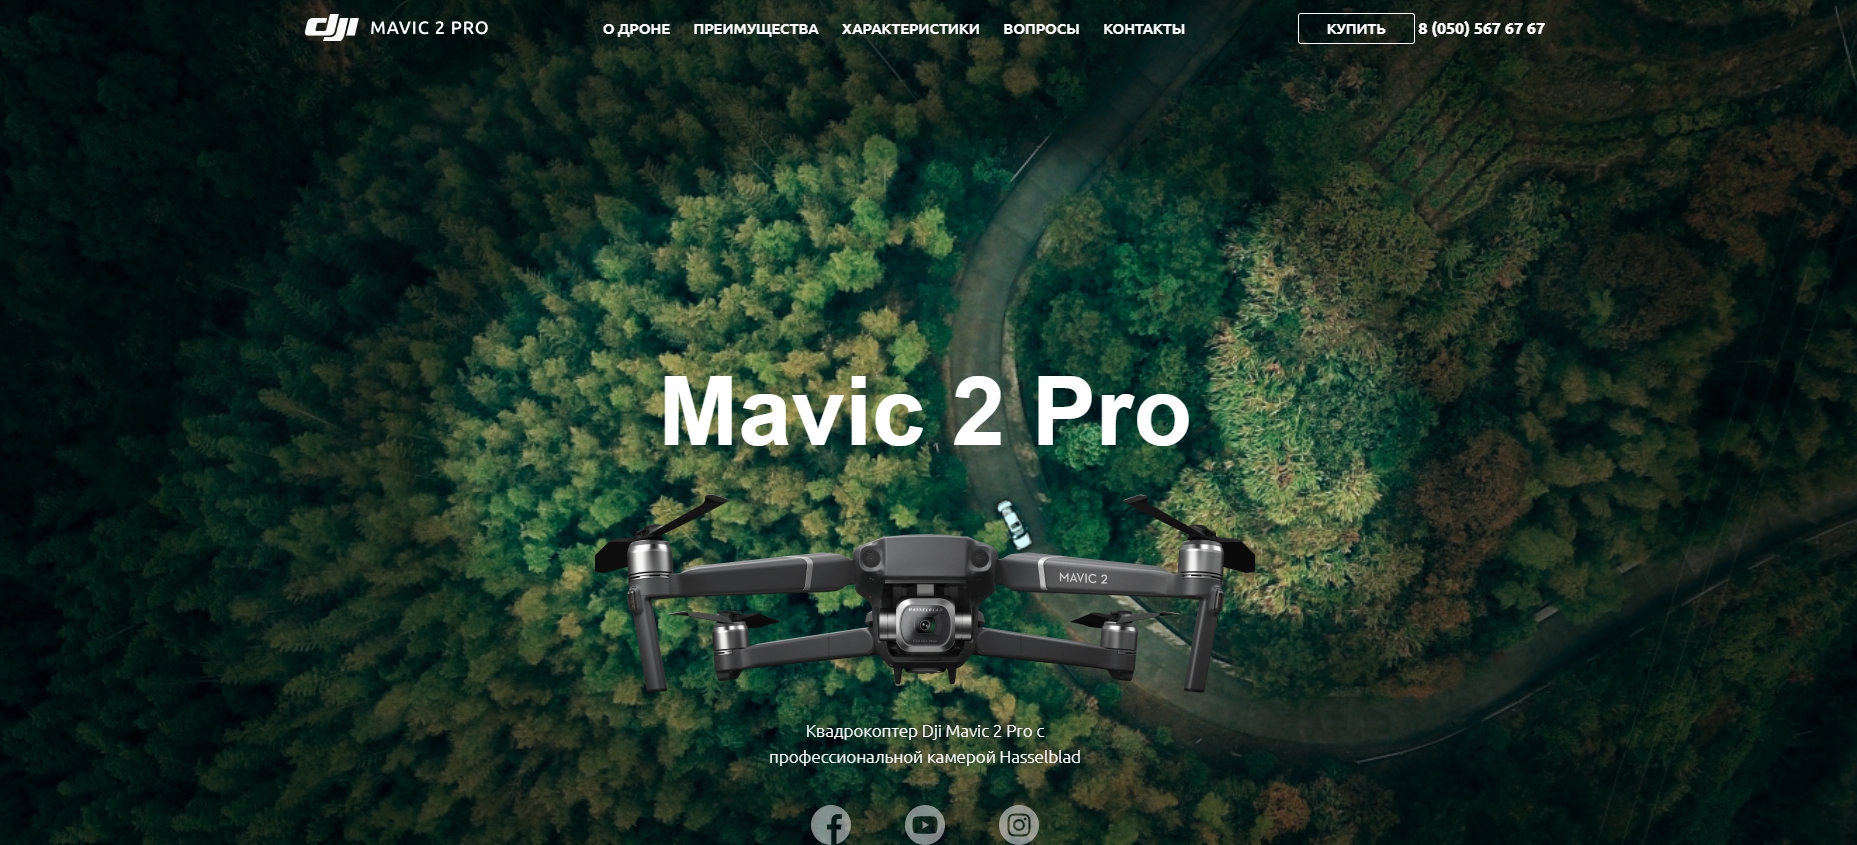 dji MAVIC 2 PRO
О ДРОНЕ ПРЕИМУЩЕСТВА ХАРАКТЕРИСТИКИ ВОПРОСЫ КОНТАКТЫ
КУПИТЬ 8 (050) 567 67 67
Mavic 2 Pro
MAVIC 2
HASSELBLAD
Квадрокоптер Dji Mavic 2 Pro с
профессиональной камерой Hasselblad